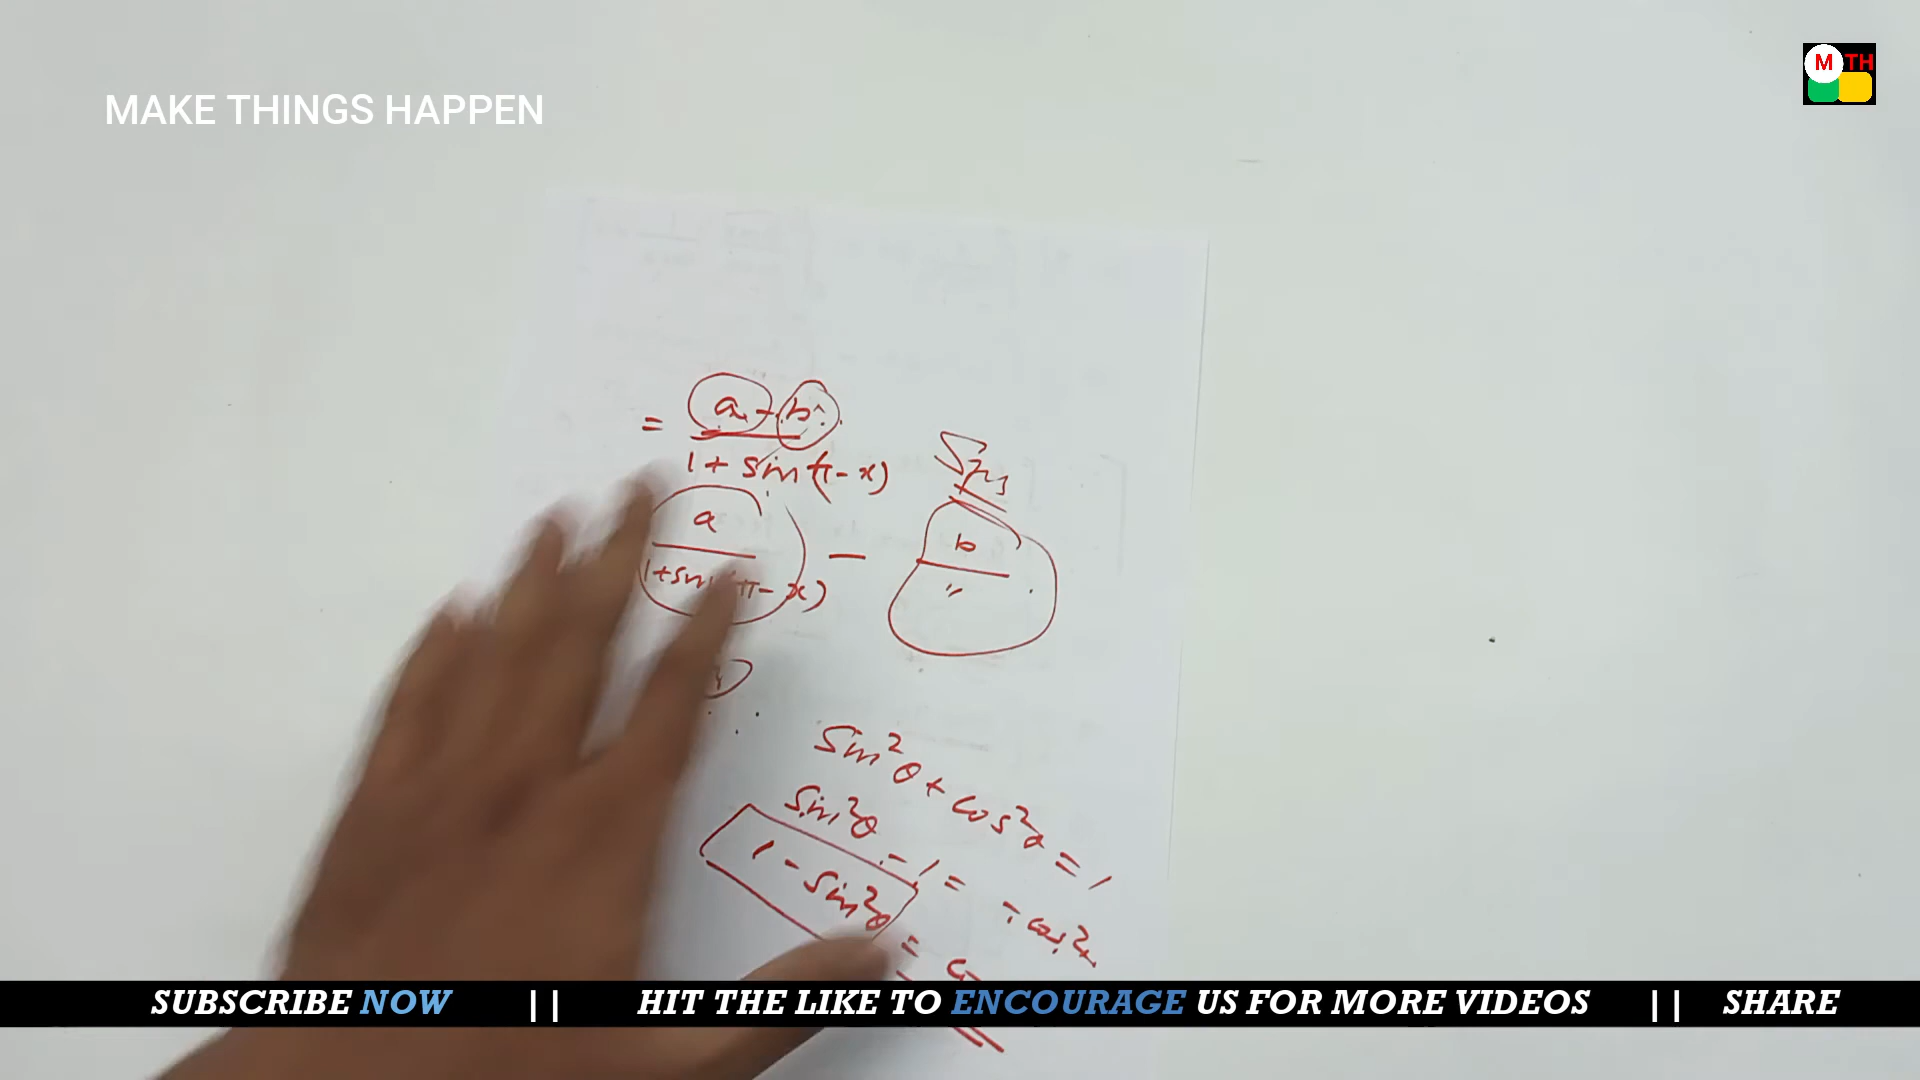 MAKE THINGS HAPPEN
M TH
= a - b
1 + sin (π - x)
a
1 + sin (π - x)
-
b
"
sin²θ + cos²θ = 1
sin²θ - 1 = - cos²
1 - sin²θ =
SUBSCRIBE NOW || HIT THE LIKE TO ENCOURAGE US FOR MORE VIDEOS || SHARE